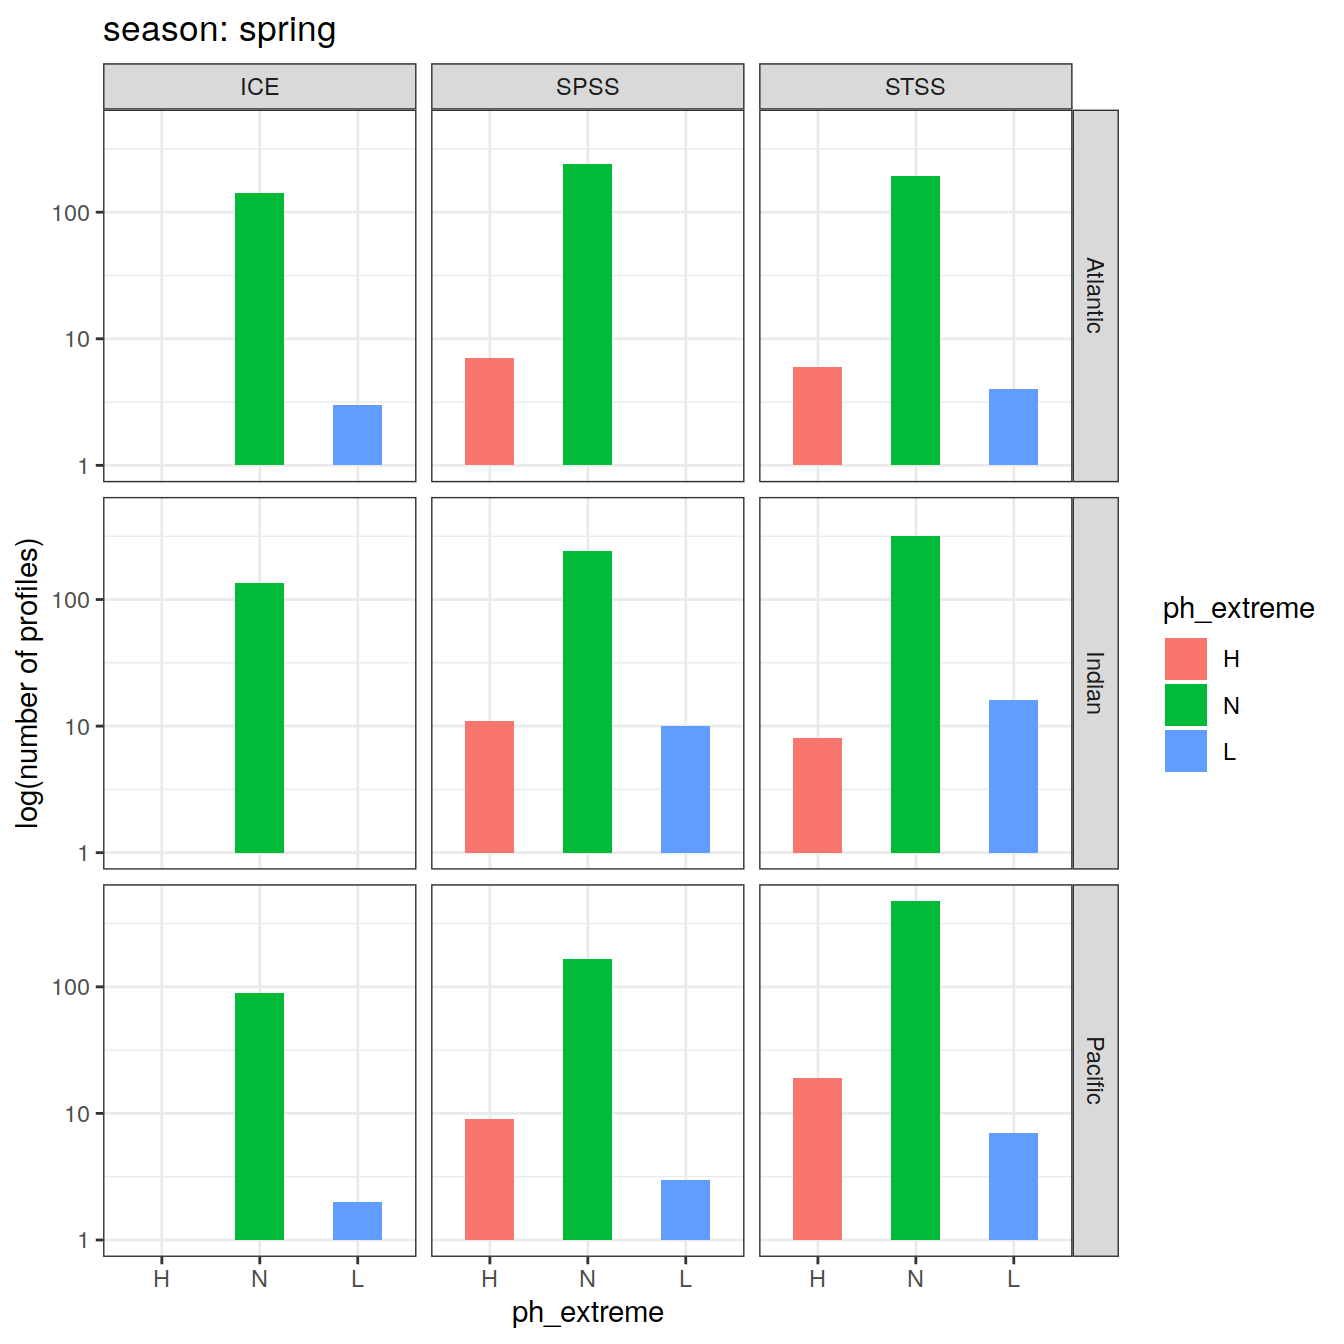 season: spring
ICE
SPSS
STSS
100
10
1
Atlantic
100
10
1
Indian
100
10
1
Pacific
log(number of profiles)
H N L
H N L
H N L
ph_extreme
ph_extreme
H
N
L